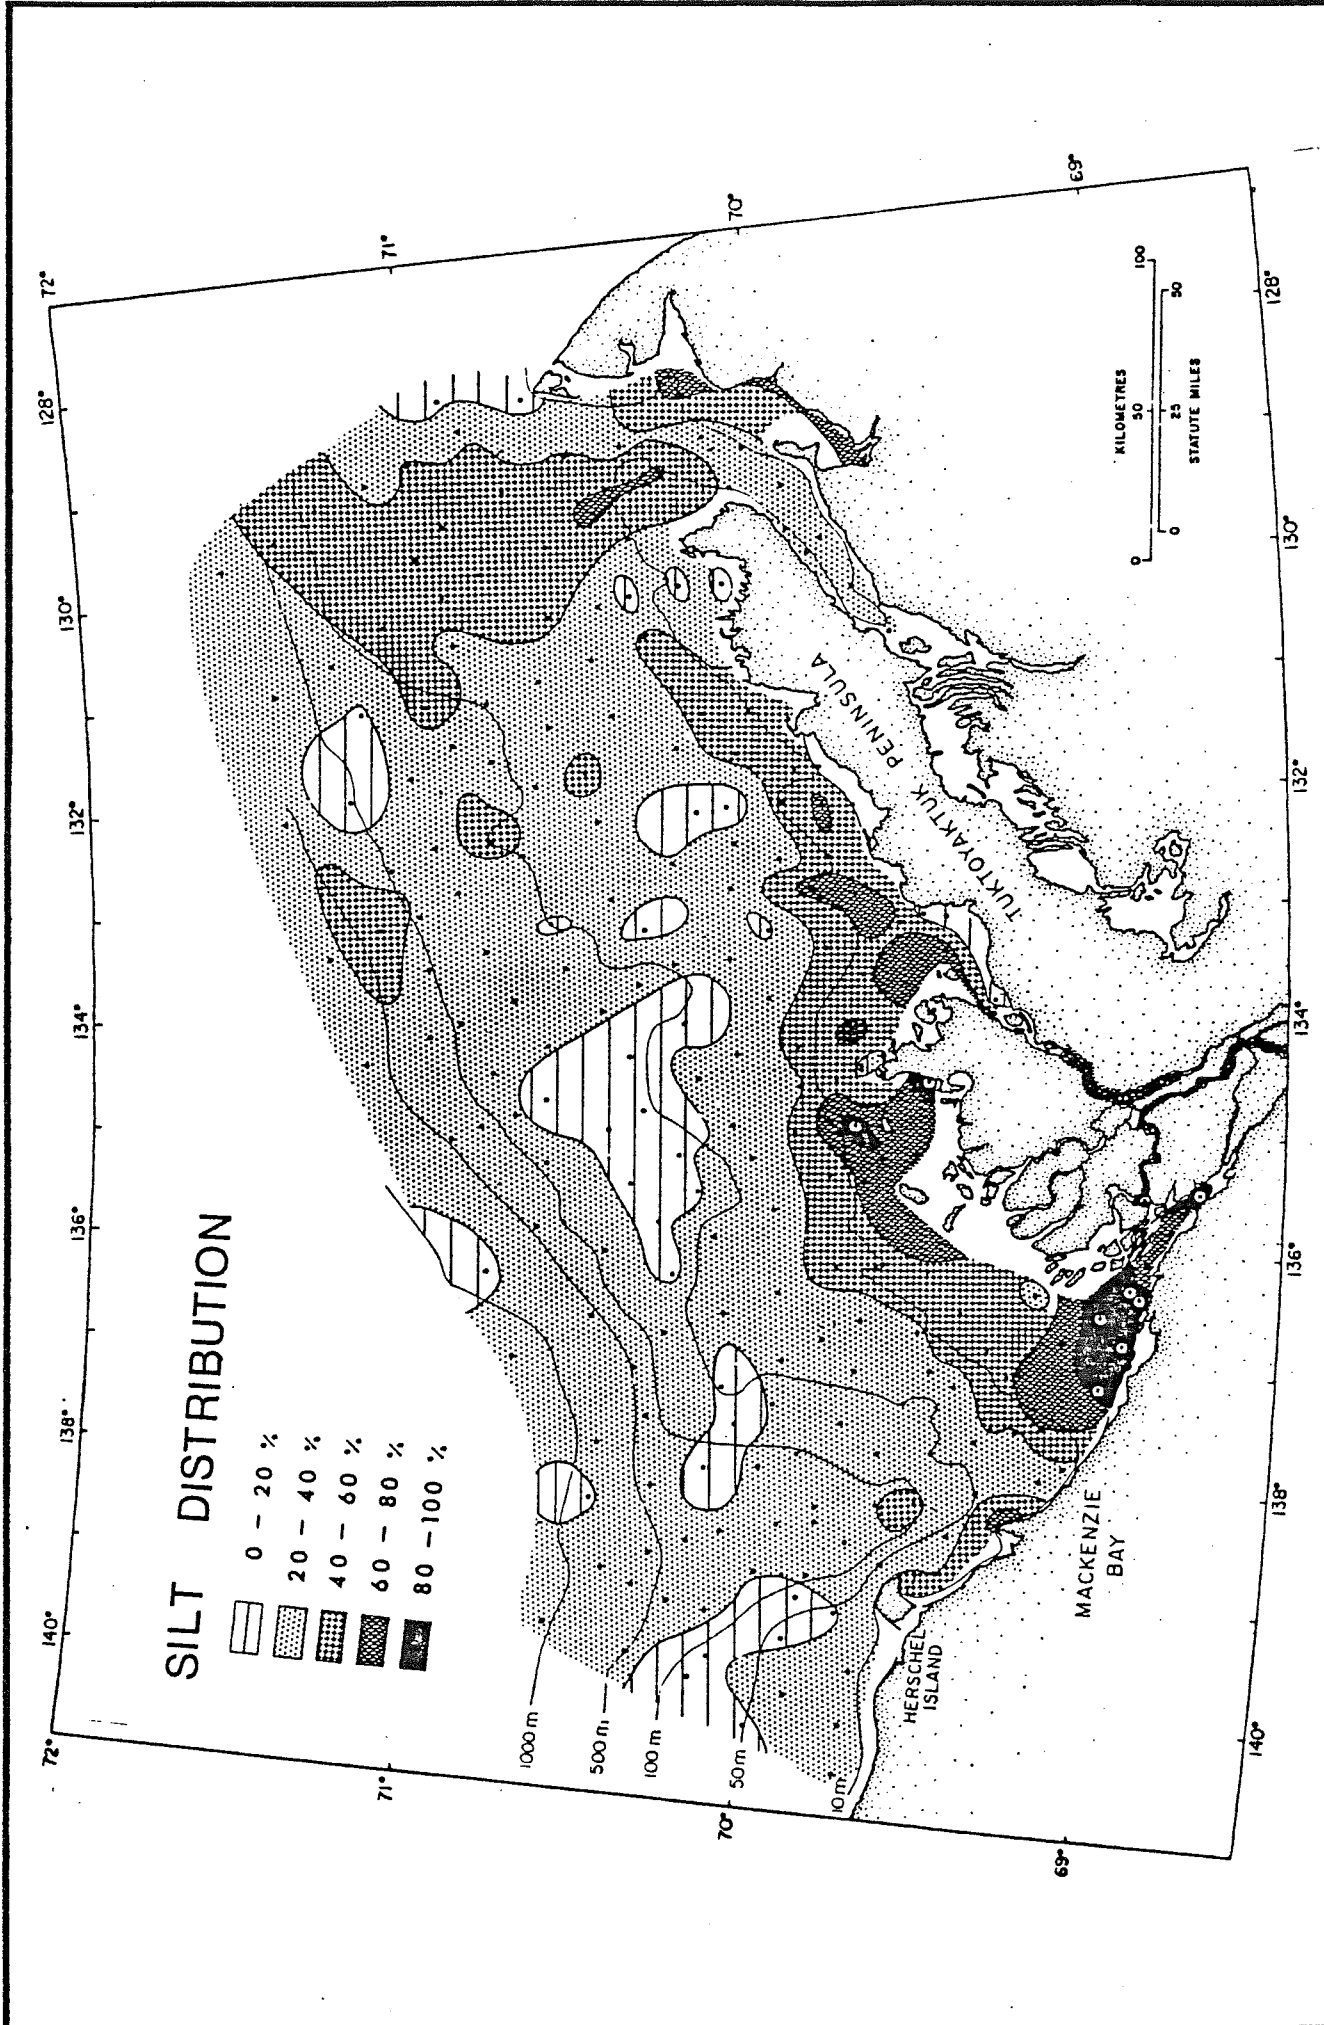 SILT DISTRIBUTION
0 – 20 %
20 – 40 %
40 – 60 %
60 – 80 %
80 – 100 %
72°
140°
138°
136°
134°
132°
130°
128°
72°
71°
71°
70°
70°
69°
69°
1000 m
500 m
100 m
50 m
10 m
HERSCHEL
ISLAND
MACKENZIE
BAY
TUKTOYAKTUK PENINSULA
KILOMETRES
0 50 100
0 25 50
STATUTE MILES
140°
138°
136°
134°
132°
130°
128°